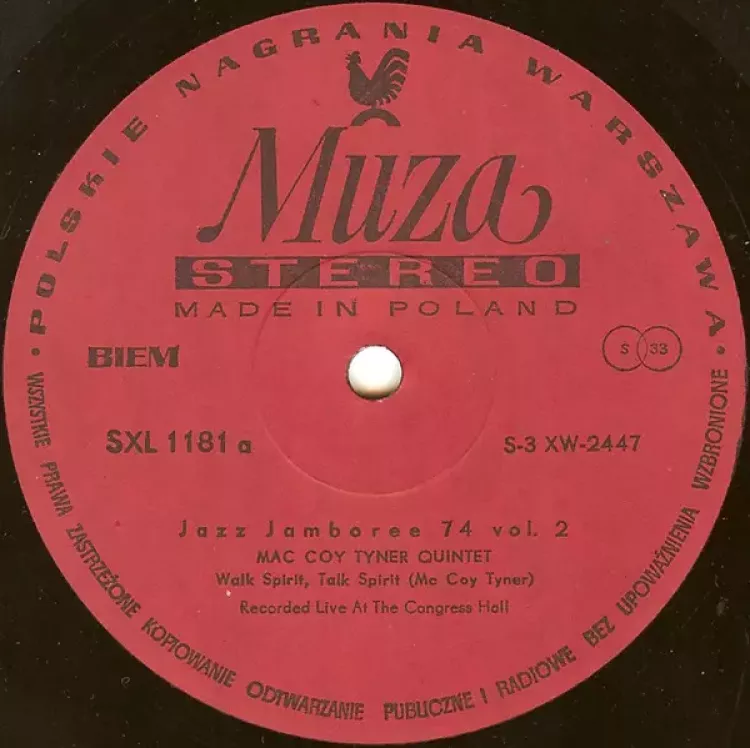 • POLSKIE NAGRANIA WARSZAWA •
Muza
STEREO
MADE IN POLAND
BIEM
S 33
SXL 1181 a
S-3 XW-2447
Jazz Jamboree 74 vol. 2
MAC COY TYNER QUINTET
Walk Spirit, Talk Spirit (Mc Coy Tyner)
Recorded Live At The Congress Hall
WSZYSTKIE PRAWA ZASTRZEŻONE KOPIOWANIE ODTWARZANIE PUBLICZNE I RADIOWE BEZ UPOWAŻNIENIA WZBRONIONE